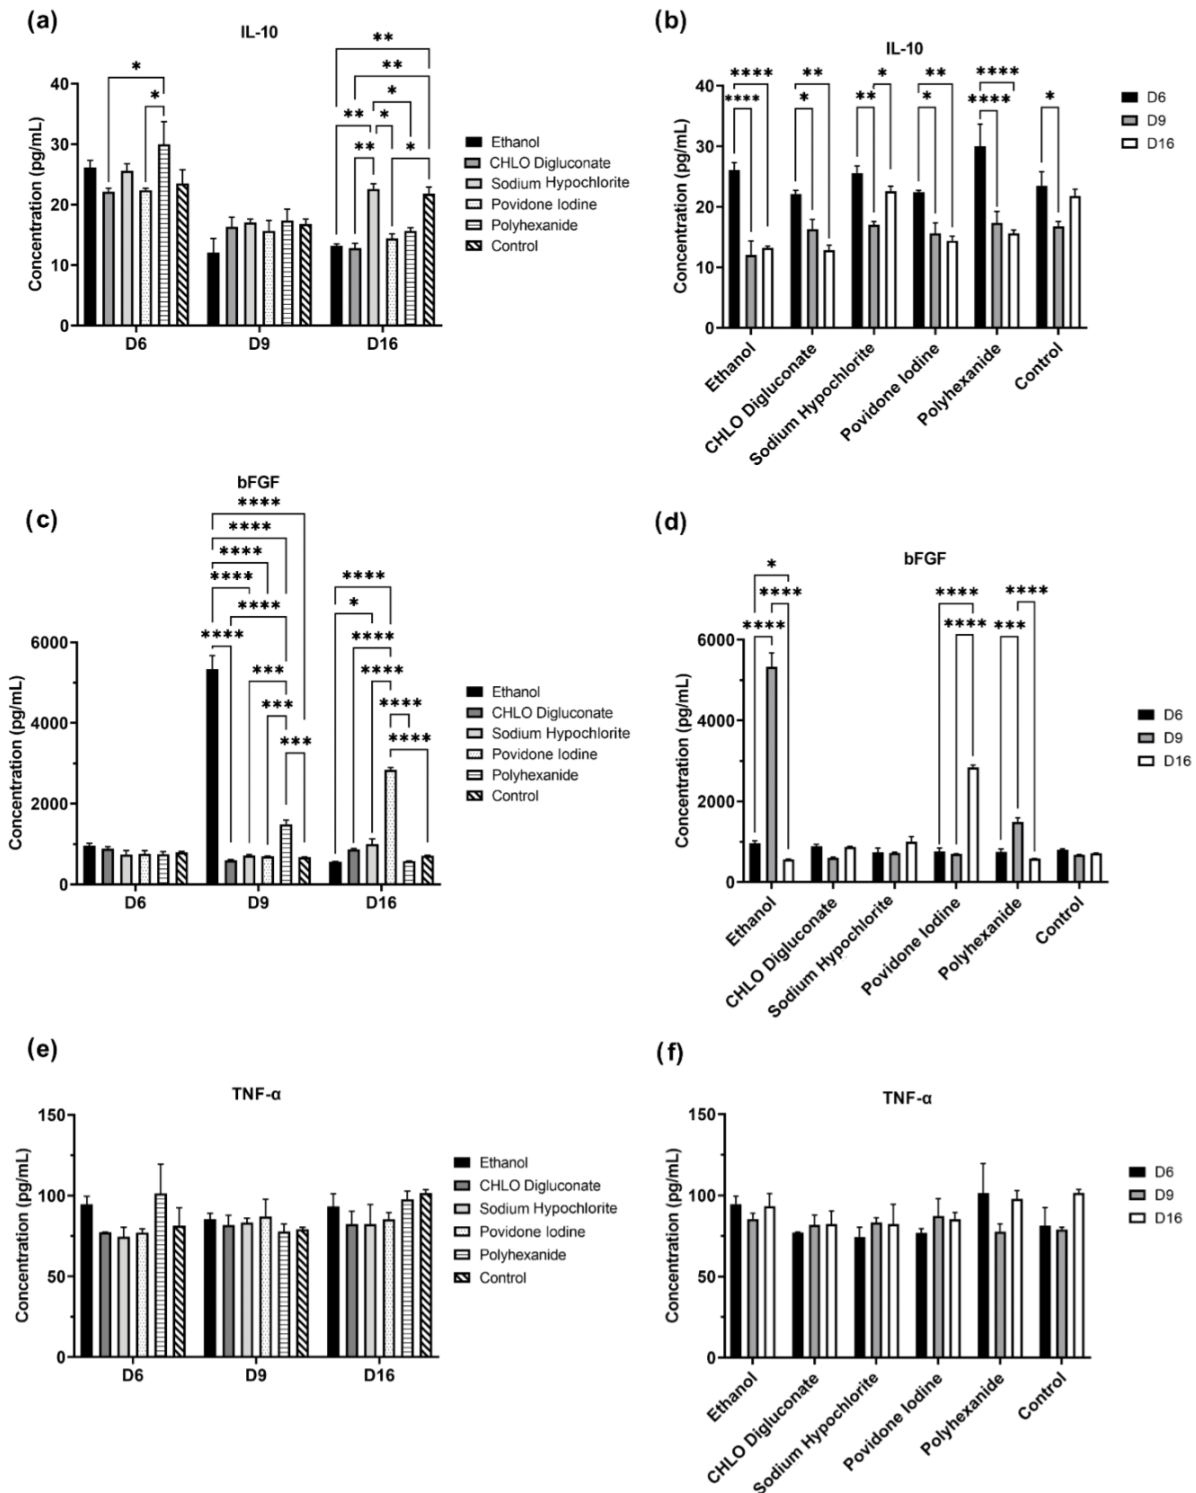 (a)
IL-10
**
**
*
*
*
**
*
**
*
Concentration (pg/mL)
40
30
20
10
0
D6
D9
D16
Ethanol
CHLO Digluconate
Sodium Hypochlorite
Povidone Iodine
Polyhexanide
Control
(b)
IL-10
**** ** * ** ****
**** * ** * **** *
Concentration (pg/mL)
40
30
20
10
0
Ethanol
CHLO Digluconate
Sodium Hypochlorite
Povidone Iodine
Polyhexanide
Control
D6
D9
D16
(c)
bFGF
****
****
****
****
****
****
***
***
***
****
*
****
****
****
****
Concentration (pg/mL)
6000
4000
2000
0
D6
D9
D16
Ethanol
CHLO Digluconate
Sodium Hypochlorite
Povidone Iodine
Polyhexanide
Control
(d)
bFGF
*
****
****
****
****
****
***
Concentration (pg/mL)
6000
4000
2000
0
Ethanol
CHLO Digluconate
Sodium Hypochlorite
Povidone Iodine
Polyhexanide
Control
D6
D9
D16
(e)
TNF-α
Concentration (pg/mL)
150
100
50
0
D6
D9
D16
Ethanol
CHLO Digluconate
Sodium Hypochlorite
Povidone Iodine
Polyhexanide
Control
(f)
TNF-α
Concentration (pg/mL)
150
100
50
0
Ethanol
CHLO Digluconate
Sodium Hypochlorite
Povidone Iodine
Polyhexanide
Control
D6
D9
D16